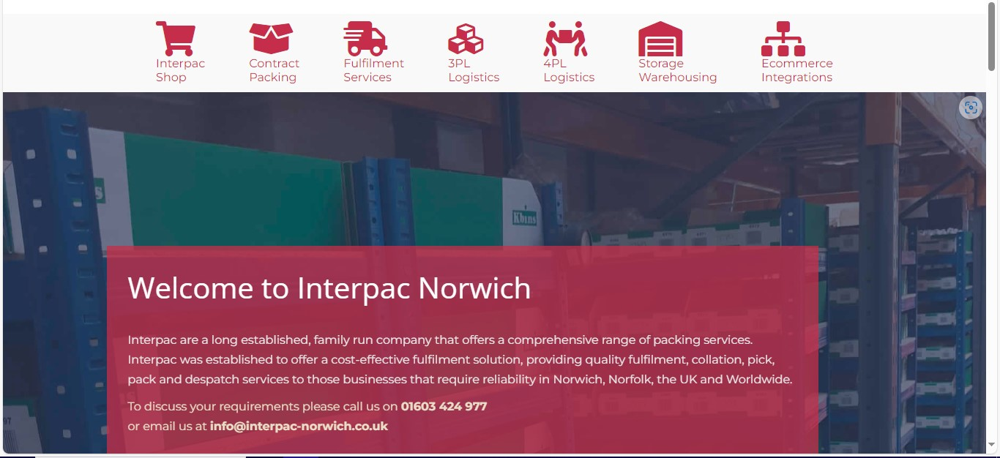 Interpac
Shop
Contract
Packing
Fulfilment
Services
3PL
Logistics
4PL
Logistics
Storage
Warehousing
Ecommerce
Integrations
Kbins
Welcome to Interpac Norwich
Interpac are a long established, family run company that offers a comprehensive range of packing services.
Interpac was established to offer a cost-effective fulfilment solution, providing quality fulfilment, collation, pick,
pack and despatch services to those businesses that require reliability in Norwich, Norfolk, the UK and Worldwide.
To discuss your requirements please call us on 01603 424 977
or email us at info@interpac-norwich.co.uk
97